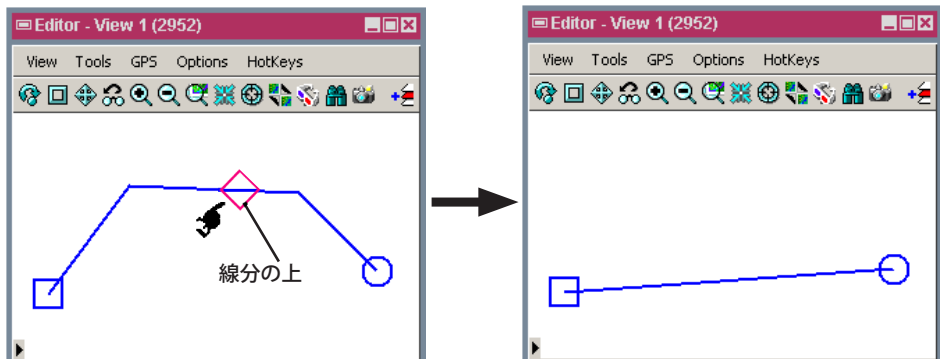 Editor - View 1 (2952)
View Tools GPS Options HotKeys
線分の上
Editor - View 1 (2952)
View Tools GPS Options HotKeys